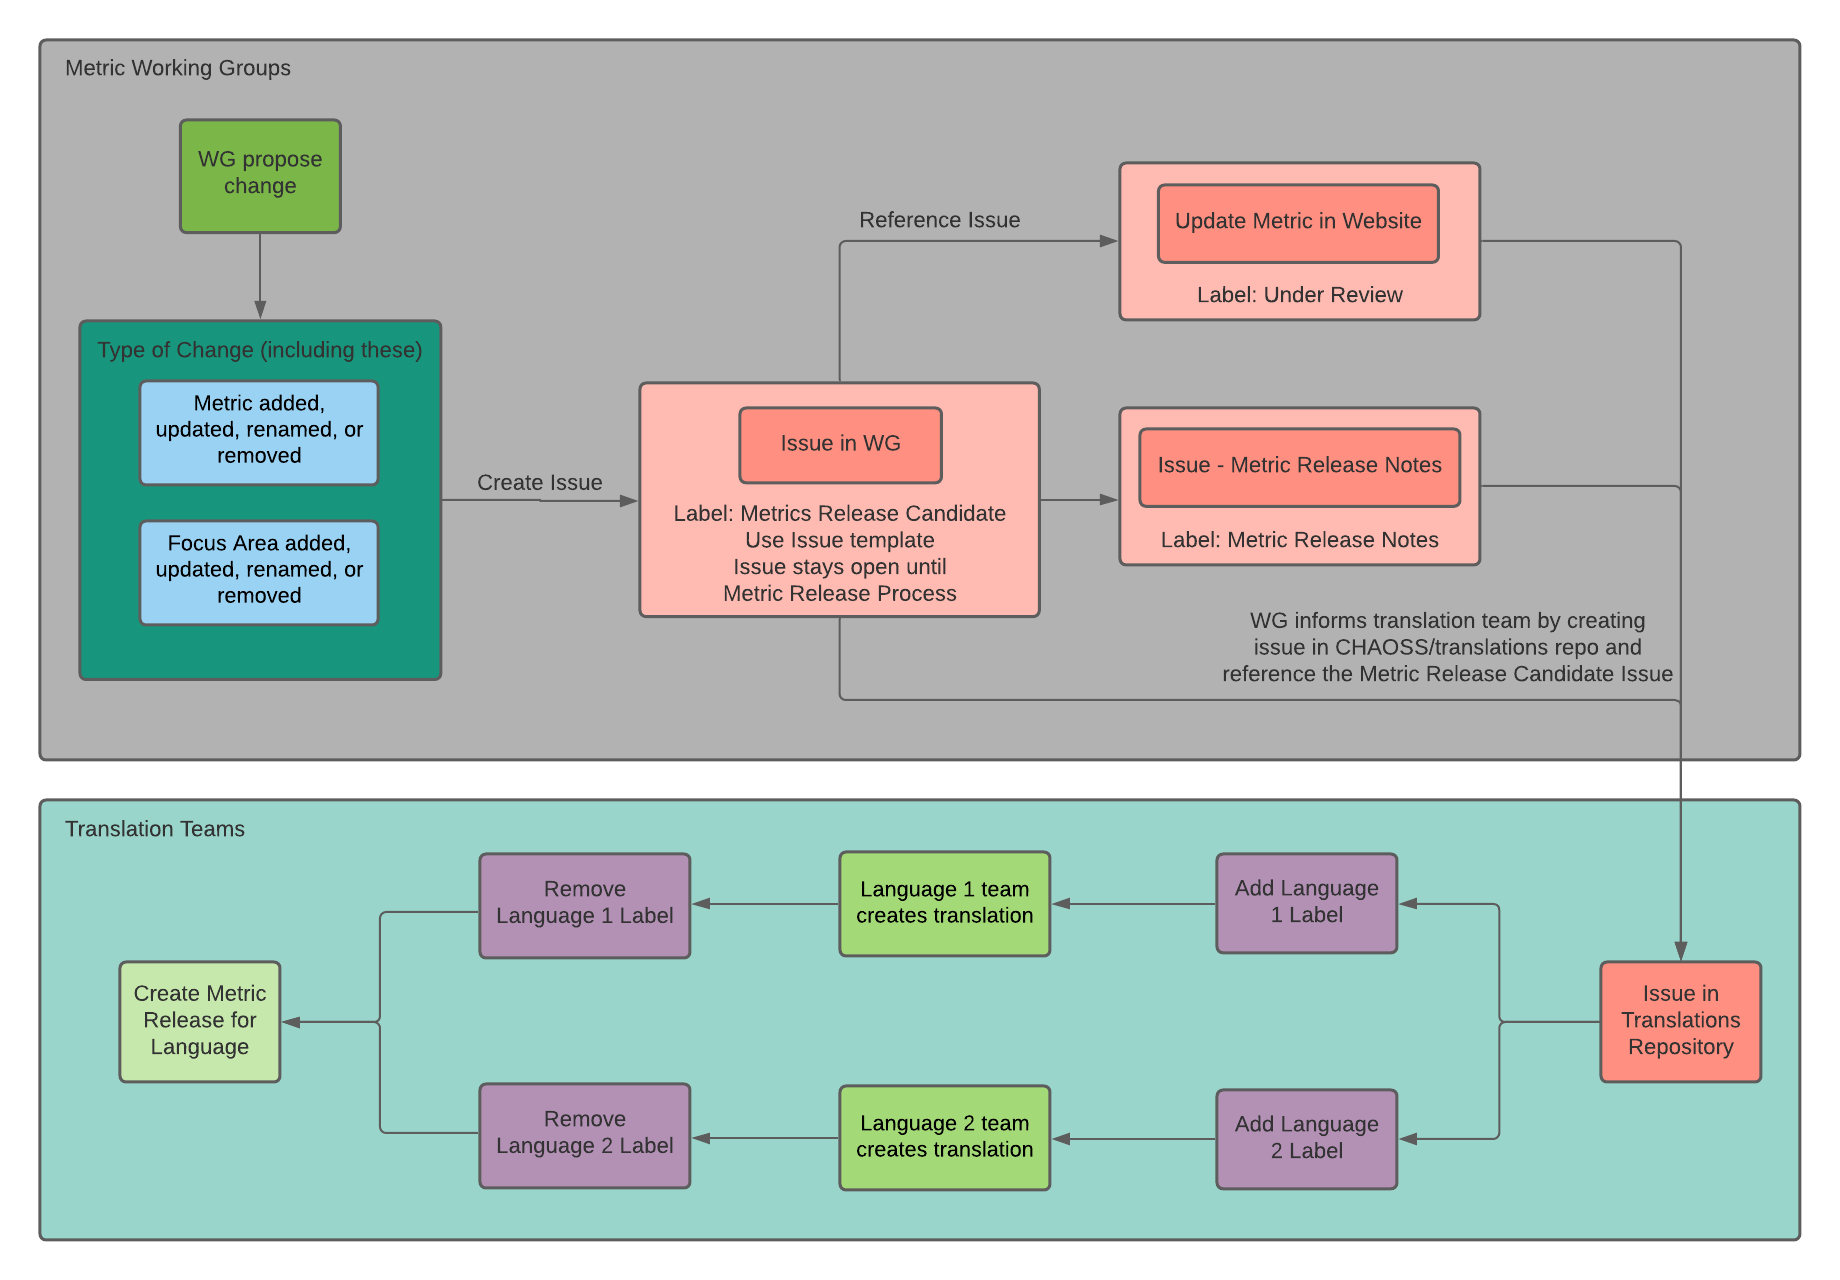 Metric Working Groups
WG propose
change
Type of Change (including these)
Metric added,
updated, renamed, or
removed
Focus Area added,
updated, renamed, or
removed
Create Issue
Issue in WG
Label: Metrics Release Candidate
Use Issue template
Issue stays open until
Metric Release Process
Reference Issue
Update Metric in Website
Label: Under Review
Issue - Metric Release Notes
Label: Metric Release Notes
WG informs translation team by creating
issue in CHAOSS/translations repo and
reference the Metric Release Candidate Issue
Translation Teams
Issue in
Translations
Repository
Add Language
1 Label
Language 1 team
creates translation
Remove
Language 1 Label
Add Language
2 Label
Language 2 team
creates translation
Remove
Language 2 Label
Create Metric
Release for
Language